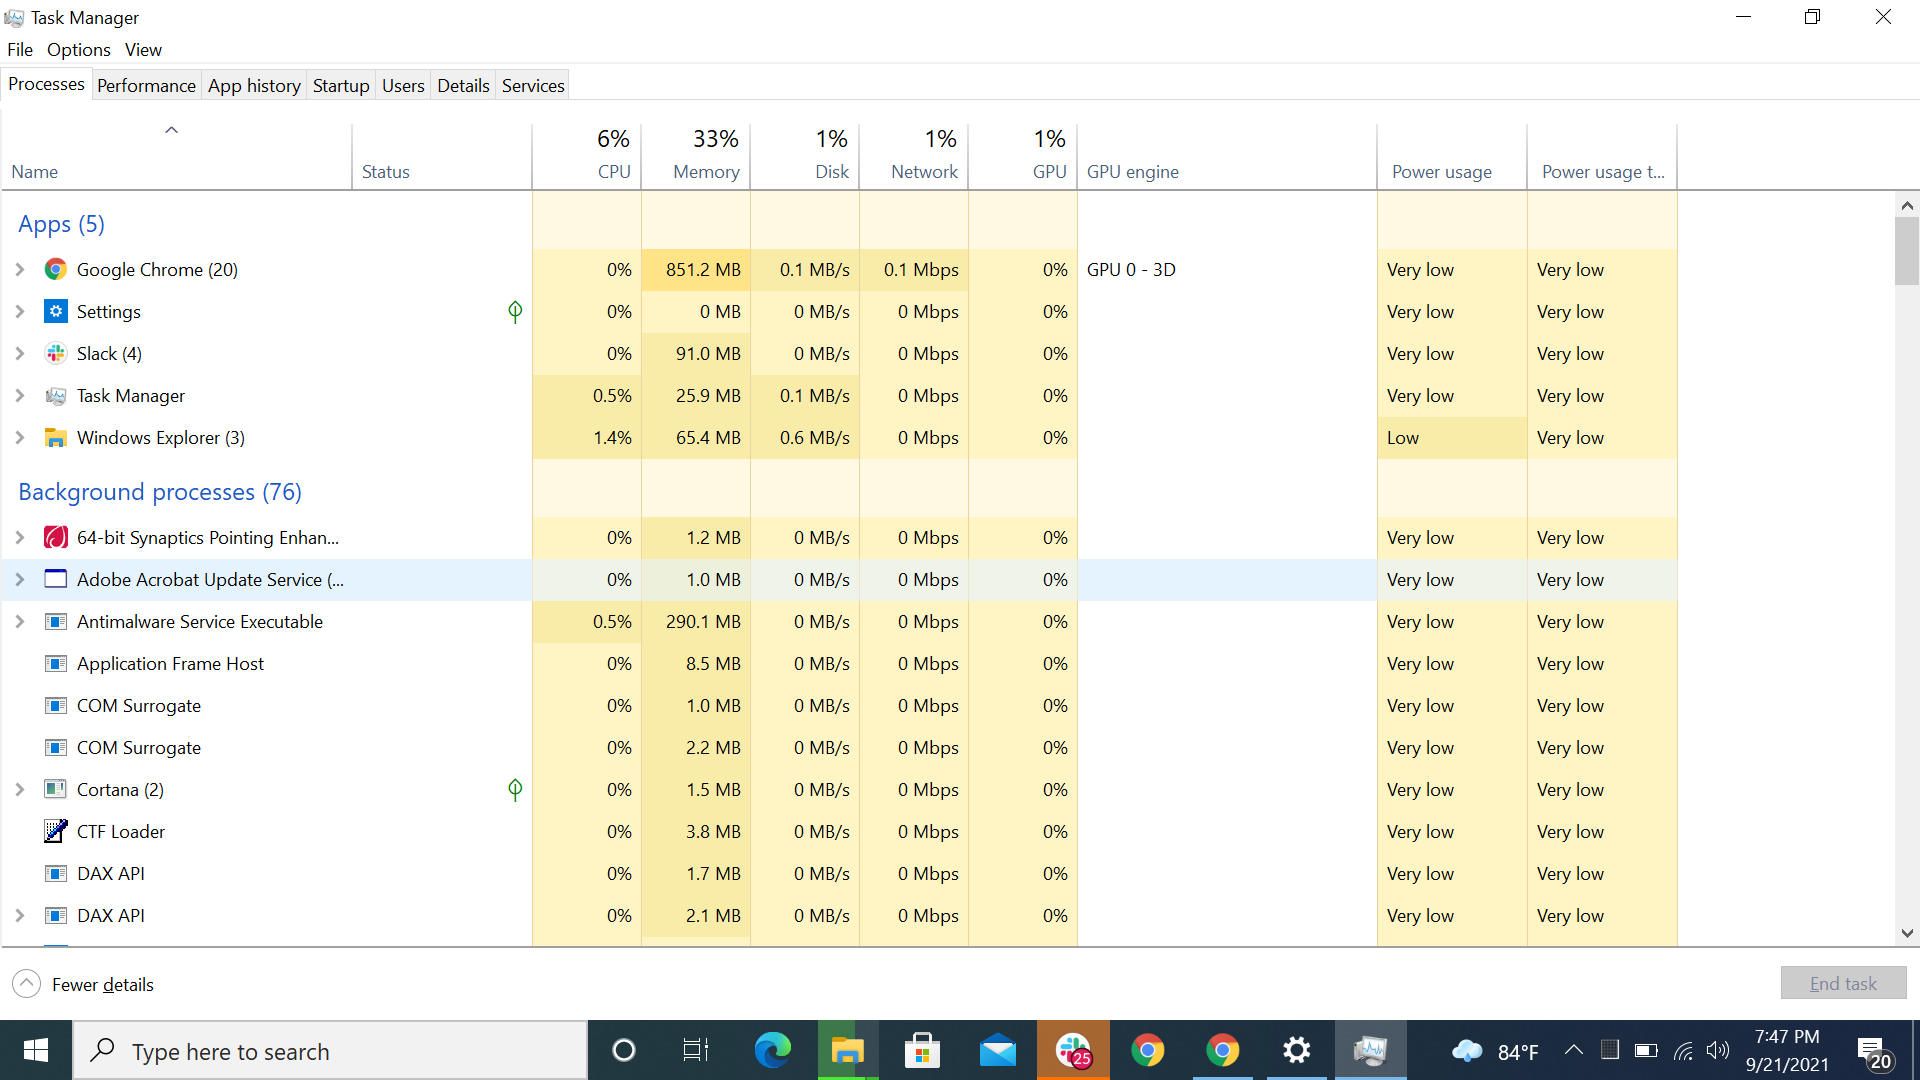 Task Manager
File Options View
Processes Performance App history Startup Users Details Services
6% 33% 1% 1% 1%
Name Status CPU Memory Disk Network GPU GPU engine Power usage Power usage t...
Apps (5)
Google Chrome (20) 0% 851.2 MB 0.1 MB/s 0.1 Mbps 0% GPU 0 - 3D Very low Very low
Settings 0% 0 MB 0 MB/s 0 Mbps 0% Very low Very low
Slack (4) 0% 91.0 MB 0 MB/s 0 Mbps 0% Very low Very low
Task Manager 0.5% 25.9 MB 0.1 MB/s 0 Mbps 0% Very low Very low
Windows Explorer (3) 1.4% 65.4 MB 0.6 MB/s 0 Mbps 0% Low Very low
Background processes (76)
64-bit Synaptics Pointing Enhan... 0% 1.2 MB 0 MB/s 0 Mbps 0% Very low Very low
Adobe Acrobat Update Service (... 0% 1.0 MB 0 MB/s 0 Mbps 0% Very low Very low
Antimalware Service Executable 0.5% 290.1 MB 0 MB/s 0 Mbps 0% Very low Very low
Application Frame Host 0% 8.5 MB 0 MB/s 0 Mbps 0% Very low Very low
COM Surrogate 0% 1.0 MB 0 MB/s 0 Mbps 0% Very low Very low
COM Surrogate 0% 2.2 MB 0 MB/s 0 Mbps 0% Very low Very low
Cortana (2) 0% 1.5 MB 0 MB/s 0 Mbps 0% Very low Very low
CTF Loader 0% 3.8 MB 0 MB/s 0 Mbps 0% Very low Very low
DAX API 0% 1.7 MB 0 MB/s 0 Mbps 0% Very low Very low
DAX API 0% 2.1 MB 0 MB/s 0 Mbps 0% Very low Very low
Fewer details End task
Type here to search 25 84°F 7:47 PM
9/21/2021 20